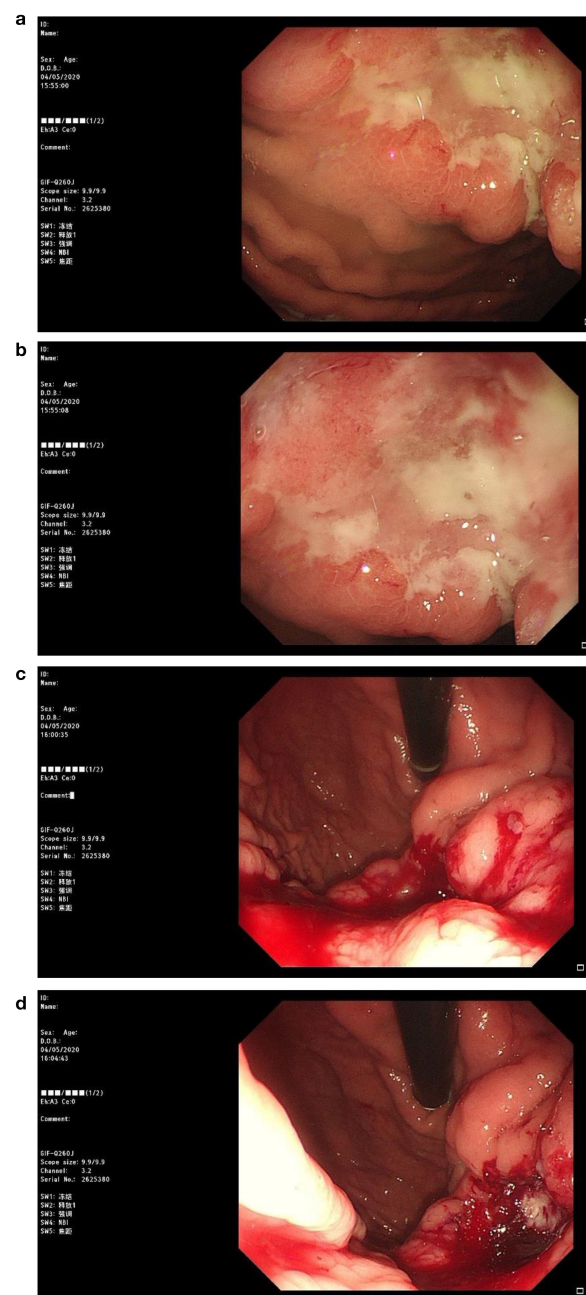 a
ID:
Name:
Sex: Age:
D.O.B.:
04/05/2020
15:55:00
■■■/■■■(1/2)
Eh:A3 Ce:0
Comment:
GIF-Q260J
Scope size: 9.9/9.9
Channel: 3.2
Serial No.: 2625380
SW1: 冻结
SW2: 释放1
SW3: 强调
SW4: NBI
SW5: 焦距
b
ID:
Name:
Sex: Age:
D.O.B.:
04/05/2020
15:55:08
■■■/■■■(1/2)
Eh:A3 Ce:0
Comment:
GIF-Q260J
Scope size: 9.9/9.9
Channel: 3.2
Serial No.: 2625380
SW1: 冻结
SW2: 释放1
SW3: 强调
SW4: NBI
SW5: 焦距
c
ID:
Name:
Sex: Age:
D.O.B.:
04/05/2020
16:00:35
■■■/■■■(1/2)
Eh:A3 Ce:0
Comment:
GIF-Q260J
Scope size: 9.9/9.9
Channel: 3.2
Serial No.: 2625380
SW1: 冻结
SW2: 释放1
SW3: 强调
SW4: NBI
SW5: 焦距
d
ID:
Name:
Sex: Age:
D.O.B.:
04/05/2020
16:04:43
■■■/■■■(1/2)
Eh:A3 Ce:0
Comment:
GIF-Q260J
Scope size: 9.9/9.9
Channel: 3.2
Serial No.: 2625380
SW1: 冻结
SW2: 释放1
SW3: 强调
SW4: NBI
SW5: 焦距